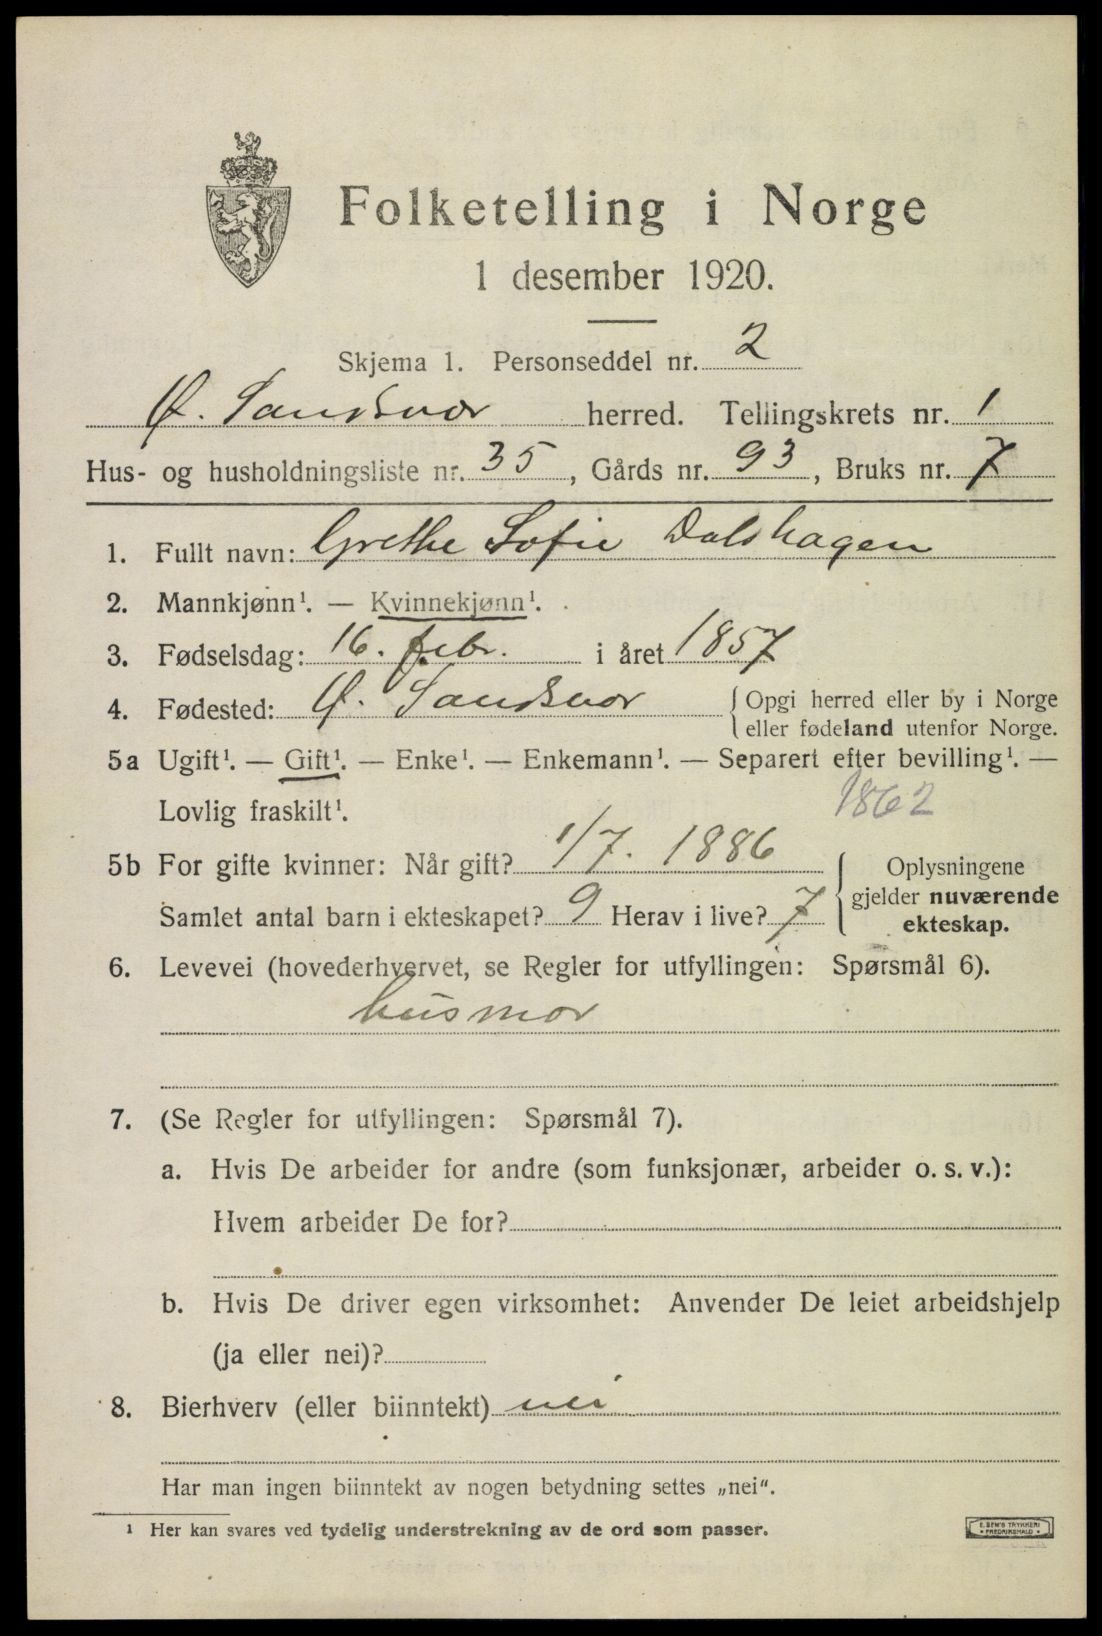 Folketelling i Norge
1 desember 1920.
Skjema 1. Personseddel nr. 2
Ø. Sandsvær herred. Tellingskrets nr. 1
Hus- og husholdningsliste nr. 35, Gårds nr. 93, Bruks nr. 7
1. Fullt navn: Grethe Sofie Dalshagen
2. Mannkjønn¹. — Kvinnekjønn¹.
3. Fødselsdag: 16. febr. i året 1857
4. Fødested: Ø. Sandsvær { Opgi herred eller by i Norge
eller fødeland utenfor Norge.
5a Ugift¹. — Gift¹. — Enke¹. — Enkemann¹. — Separert efter bevilling¹. —
Lovlig fraskilt¹. 1862
5b For gifte kvinner: Når gift? 1/7. 1886 { Oplysningene
gjelder nuværende
Samlet antal barn i ekteskapet? 9 Herav i live? 7 ekteskap.
6. Levevei (hovederhvervet, se Regler for utfyllingen: Spørsmål 6).
husmor
7. (Se Regler for utfyllingen: Spørsmål 7).
a. Hvis De arbeider for andre (som funksjonær, arbeider o. s. v.):
Hvem arbeider De for?
b. Hvis De driver egen virksomhet: Anvender De leiet arbeidshjelp
(ja eller nei)?
8. Bierhverv (eller biinntekt) nei
Har man ingen biinntekt av nogen betydning settes „nei“.
¹ Her kan svares ved tydelig understrekning av de ord som passer.
E. SEM'S TRYKKERI
FREDRIKSHALD